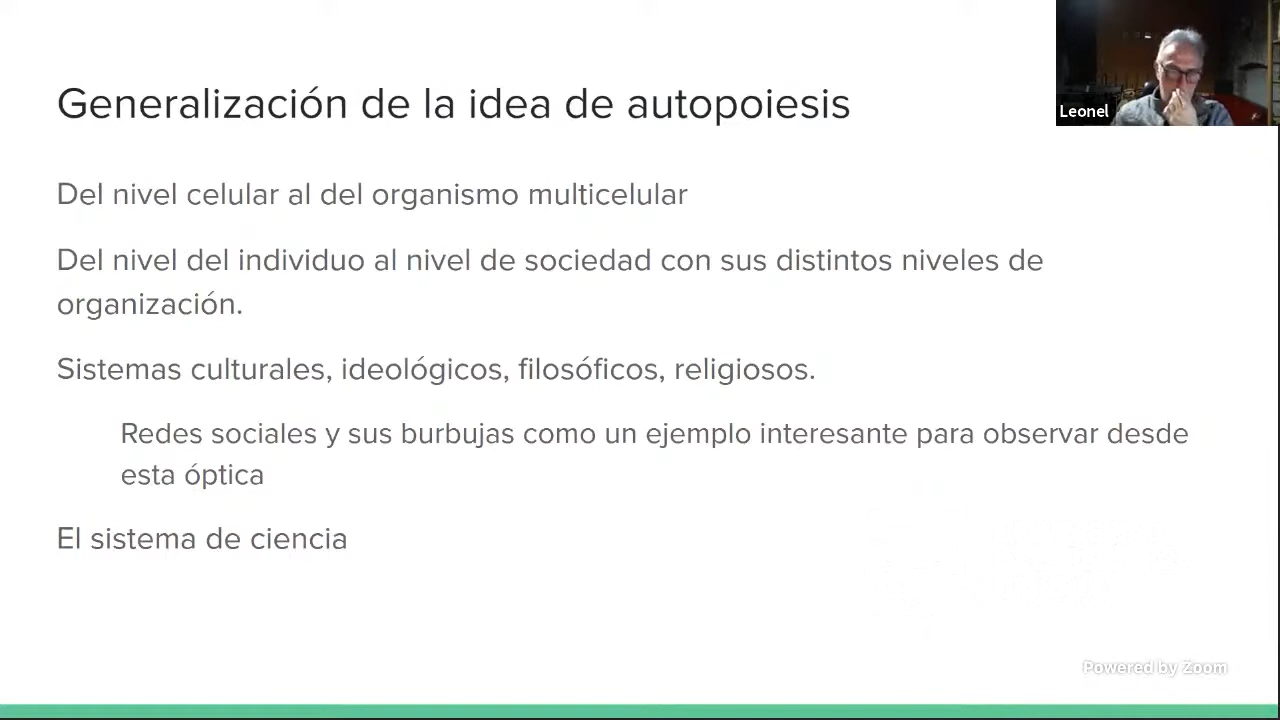 Generalización de la idea de autopoiesis
Leonel
Del nivel celular al del organismo multicelular
Del nivel del individuo al nivel de sociedad con sus distintos niveles de
organización.
Sistemas culturales, ideológicos, filosóficos, religiosos.
Redes sociales y sus burbujas como un ejemplo interesante para observar desde
esta óptica
El sistema de ciencia
Powered by Zoom